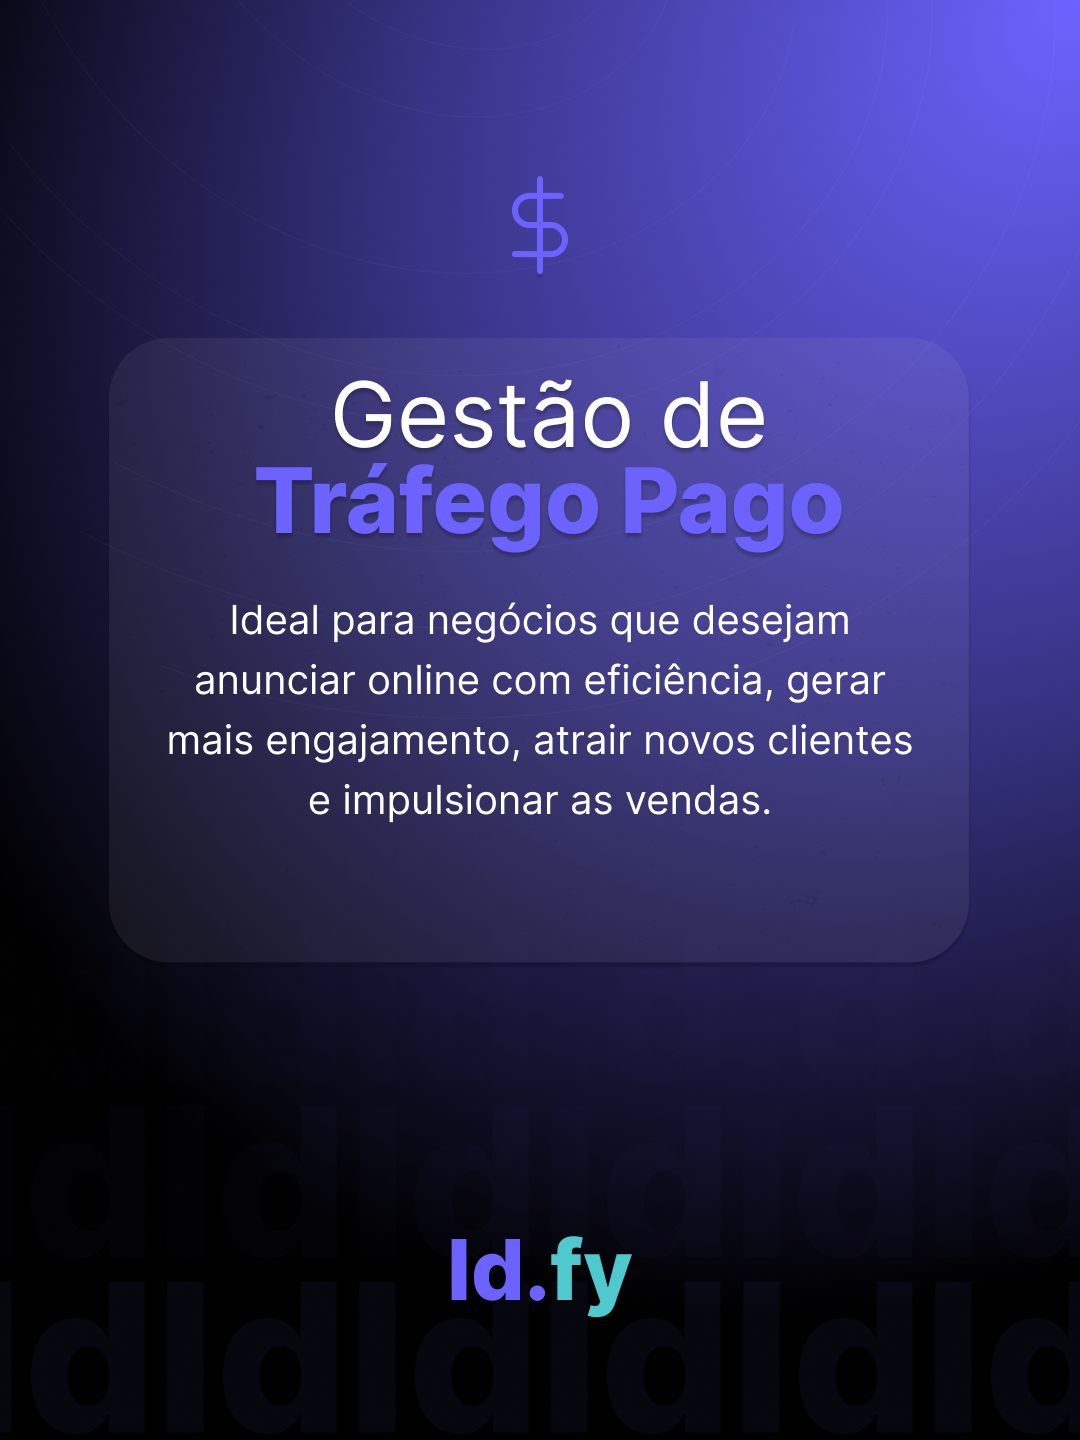 $
Gestão de
Tráfego Pago
Ideal para negócios que desejam
anunciar online com eficiência, gerar
mais engajamento, atrair novos clientes
e impulsionar as vendas.
Id.fy